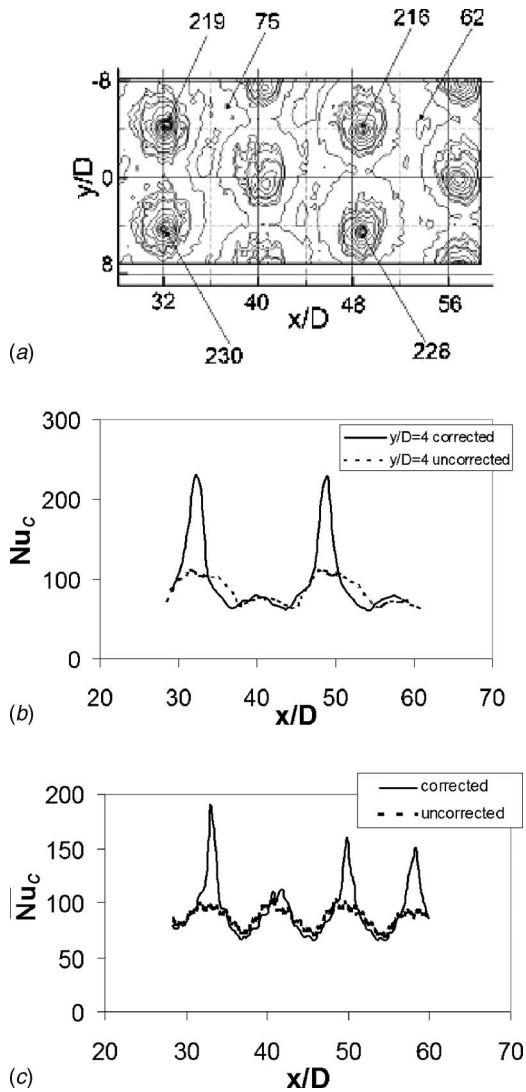 219 75 216 62
-8
0
8
y/D
32 40 48 56
x/D
230 228
(a)
300
200
100
0
Nu_C
y/D=4 corrected
y/D=4 uncorrected
20 30 40 50 60 70
x/D
(b)
200
150
100
50
0
Nu_C
corrected
uncorrected
20 30 40 50 60 70
x/D
(c)